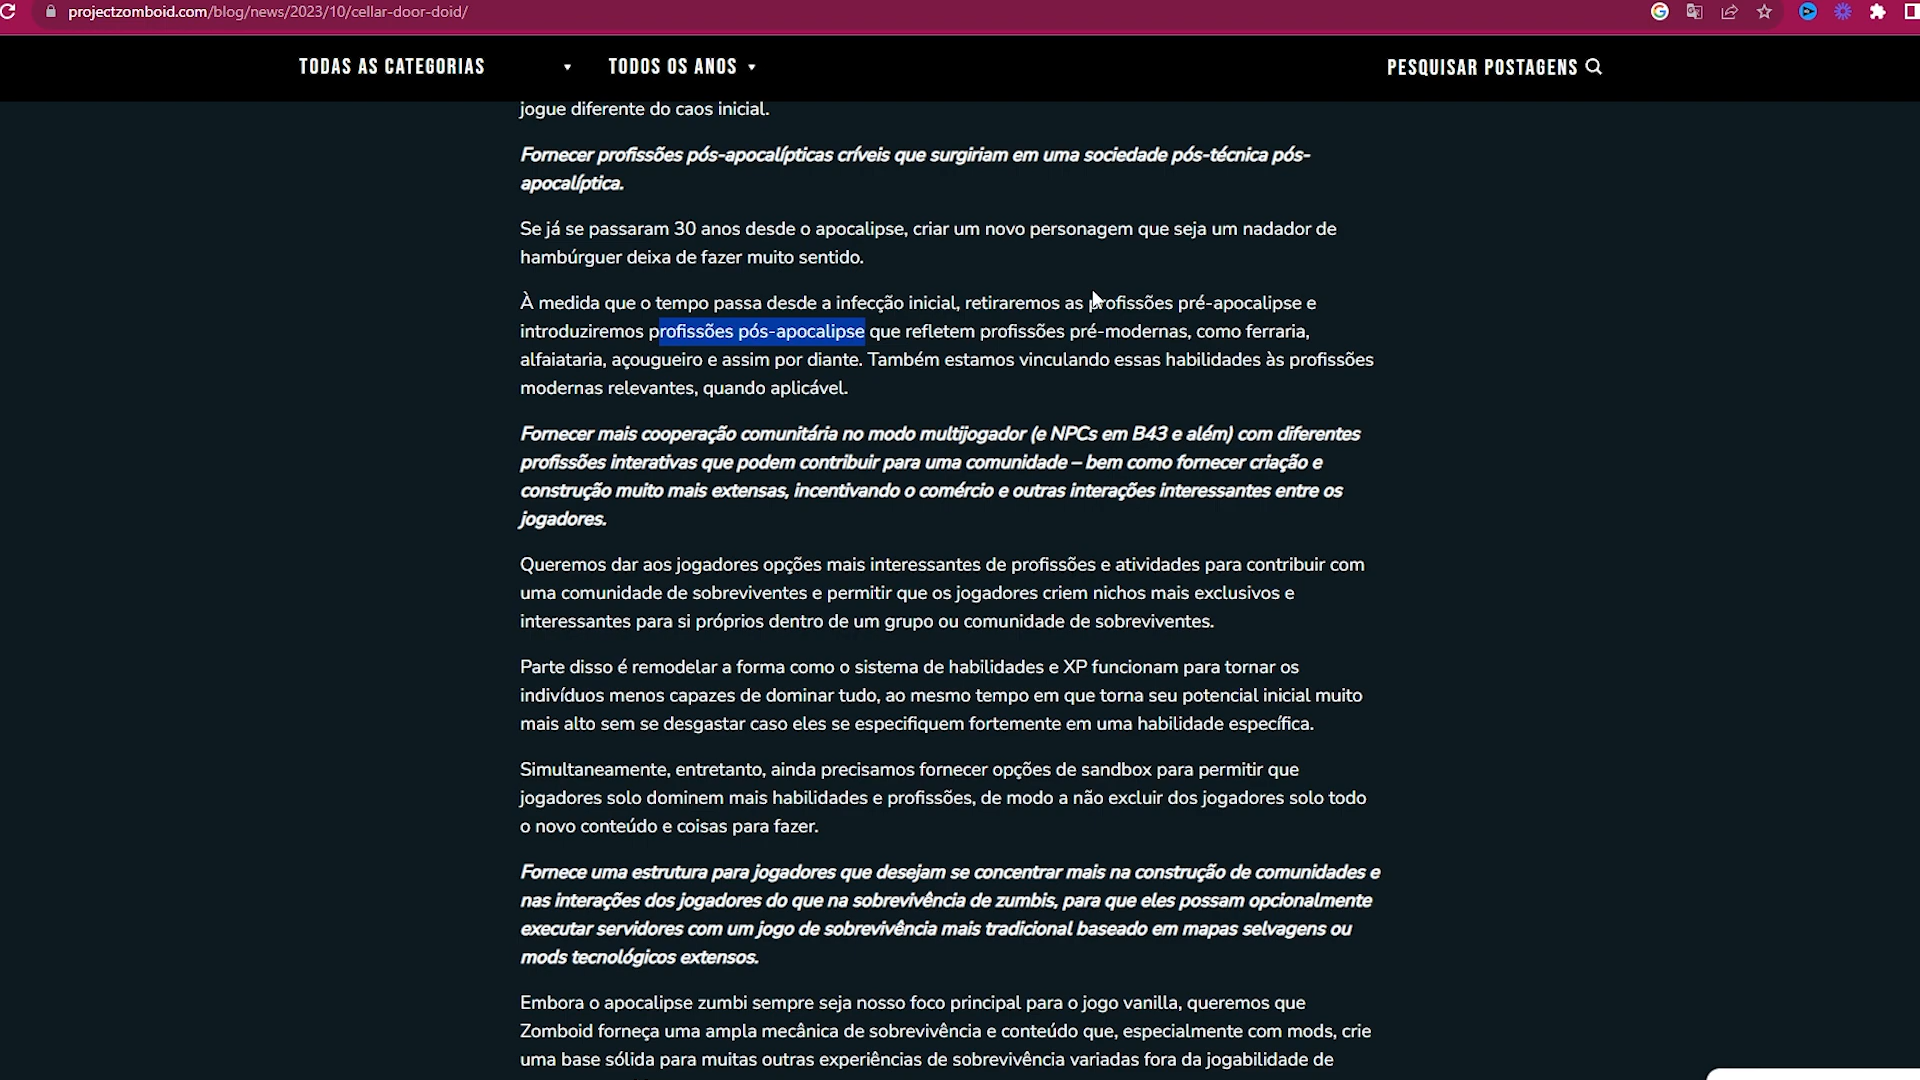 projectzomboid.com/blog/news/2023/10/cellar-door-doid/
TODAS AS CATEGORIAS
TODOS OS ANOS
PESQUISAR POSTAGENS
jogue diferente do caos inicial.
Fornecer profissões pós-apocalípticas críveis que surgiriam em uma sociedade pós-técnica pós-
apocalíptica.
Se já se passaram 30 anos desde o apocalipse, criar um novo personagem que seja um nadador de
hambúrguer deixa de fazer muito sentido.
À medida que o tempo passa desde a infecção inicial, retiraremos as profissões pré-apocalipse e
introduziremos profissões pós-apocalipse que refletem profissões pré-modernas, como ferraria,
alfaiataria, açougueiro e assim por diante. Também estamos vinculando essas habilidades às profissões
modernas relevantes, quando aplicável.
Fornecer mais cooperação comunitária no modo multijogador (e NPCs em B43 e além) com diferentes
profissões interativas que podem contribuir para uma comunidade – bem como fornecer criação e
construção muito mais extensas, incentivando o comércio e outras interações interessantes entre os
jogadores.
Queremos dar aos jogadores opções mais interessantes de profissões e atividades para contribuir com
uma comunidade de sobreviventes e permitir que os jogadores criem nichos mais exclusivos e
interessantes para si próprios dentro de um grupo ou comunidade de sobreviventes.
Parte disso é remodelar a forma como o sistema de habilidades e XP funcionam para tornar os
indivíduos menos capazes de dominar tudo, ao mesmo tempo em que torna seu potencial inicial muito
mais alto sem se desgastar caso eles se especifiquem fortemente em uma habilidade específica.
Simultaneamente, entretanto, ainda precisamos fornecer opções de sandbox para permitir que
jogadores solo dominem mais habilidades e profissões, de modo a não excluir dos jogadores solo todo
o novo conteúdo e coisas para fazer.
Fornece uma estrutura para jogadores que desejam se concentrar mais na construção de comunidades e
nas interações dos jogadores do que na sobrevivência de zumbis, para que eles possam opcionalmente
executar servidores com um jogo de sobrevivência mais tradicional baseado em mapas selvagens ou
mods tecnológicos extensos.
Embora o apocalipse zumbi sempre seja nosso foco principal para o jogo vanilla, queremos que
Zomboid forneça uma ampla mecânica de sobrevivência e conteúdo que, especialmente com mods, crie
uma base sólida para muitas outras experiências de sobrevivência variadas fora da jogabilidade de